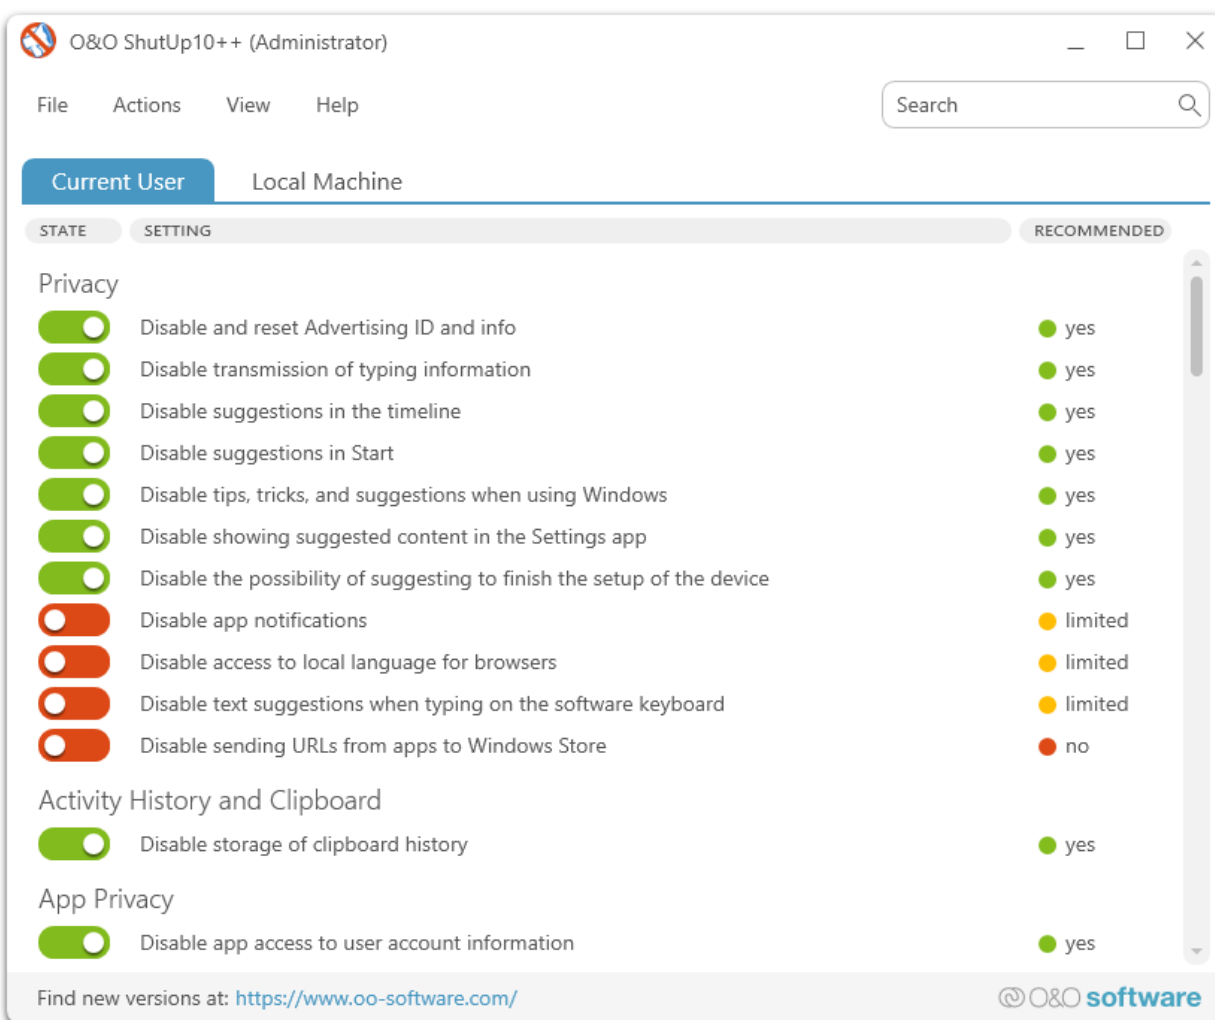 O&O ShutUp10++ (Administrator)
File Actions View Help Search
Current User Local Machine
STATE SETTING RECOMMENDED
Privacy
Disable and reset Advertising ID and info yes
Disable transmission of typing information yes
Disable suggestions in the timeline yes
Disable suggestions in Start yes
Disable tips, tricks, and suggestions when using Windows yes
Disable showing suggested content in the Settings app yes
Disable the possibility of suggesting to finish the setup of the device yes
Disable app notifications limited
Disable access to local language for browsers limited
Disable text suggestions when typing on the software keyboard limited
Disable sending URLs from apps to Windows Store no
Activity History and Clipboard
Disable storage of clipboard history yes
App Privacy
Disable app access to user account information yes
Find new versions at: https://www.oo-software.com/ O&O software